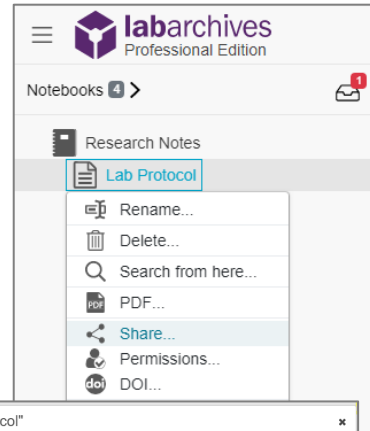 labarchives
Professional Edition
Notebooks 4
1
Research Notes
Lab Protocol
Rename...
Delete...
Search from here...
PDF PDF...
Share...
Permissions...
doi DOI...
col" ×